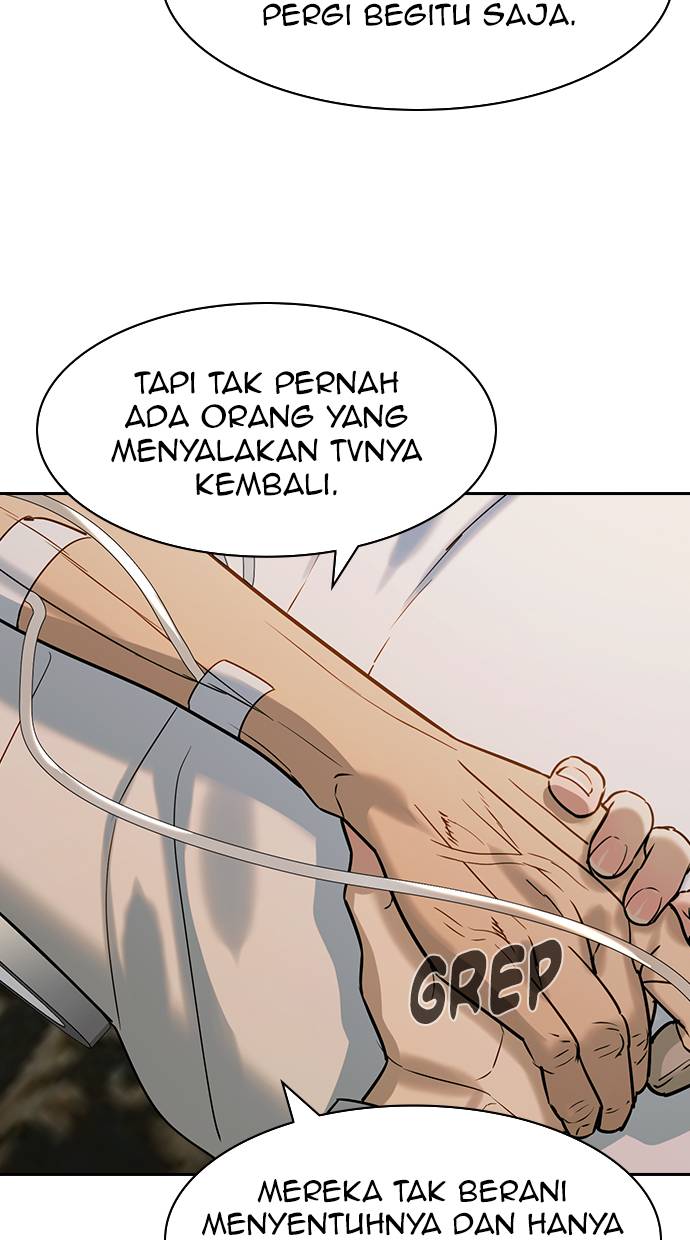 PERGI BEGITU SAJA.
TAPI TAK PERNAH
ADA ORANG YANG
MENYALAKAN TVNYA
KEMBALI.
GREP
MEREKA TAK BERANI
MENYENTUHNYA DAN HANYA